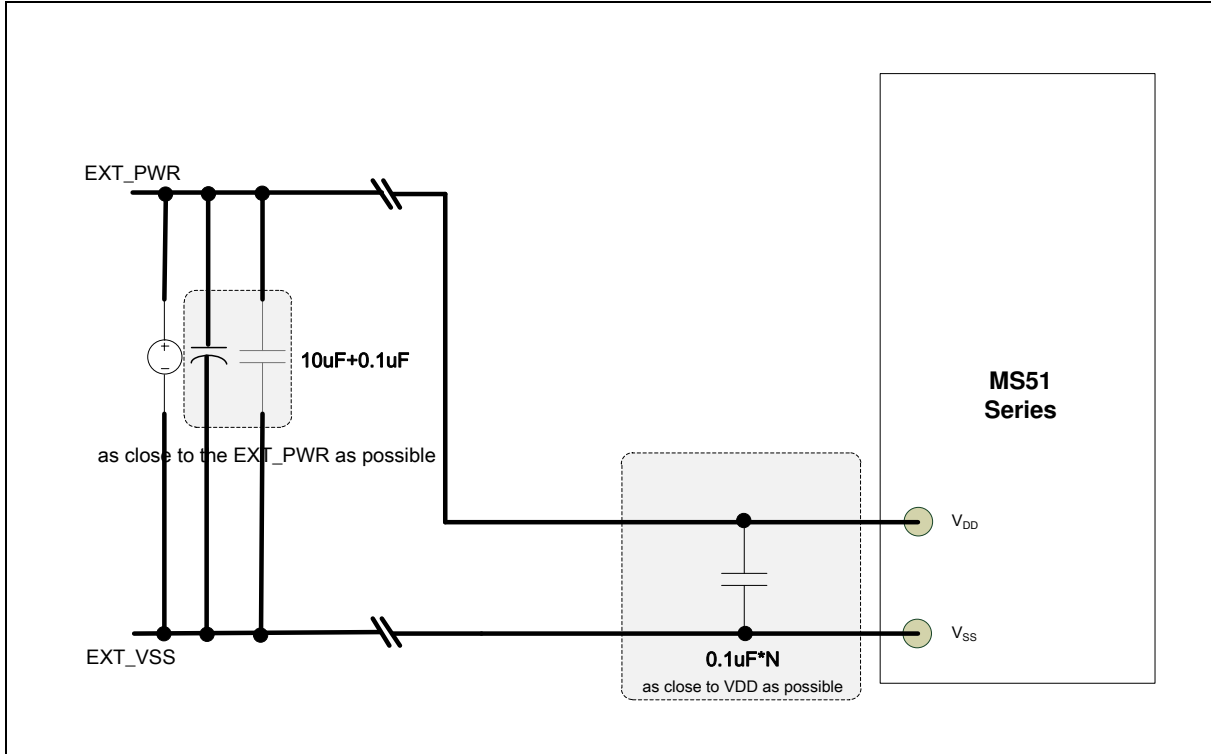 EXT_PWR
+
-
10uF+0.1uF
as close to the EXT_PWR as possible
EXT_VSS
MS51
Series
VDD
VSS
0.1uF*N
as close to VDD as possible